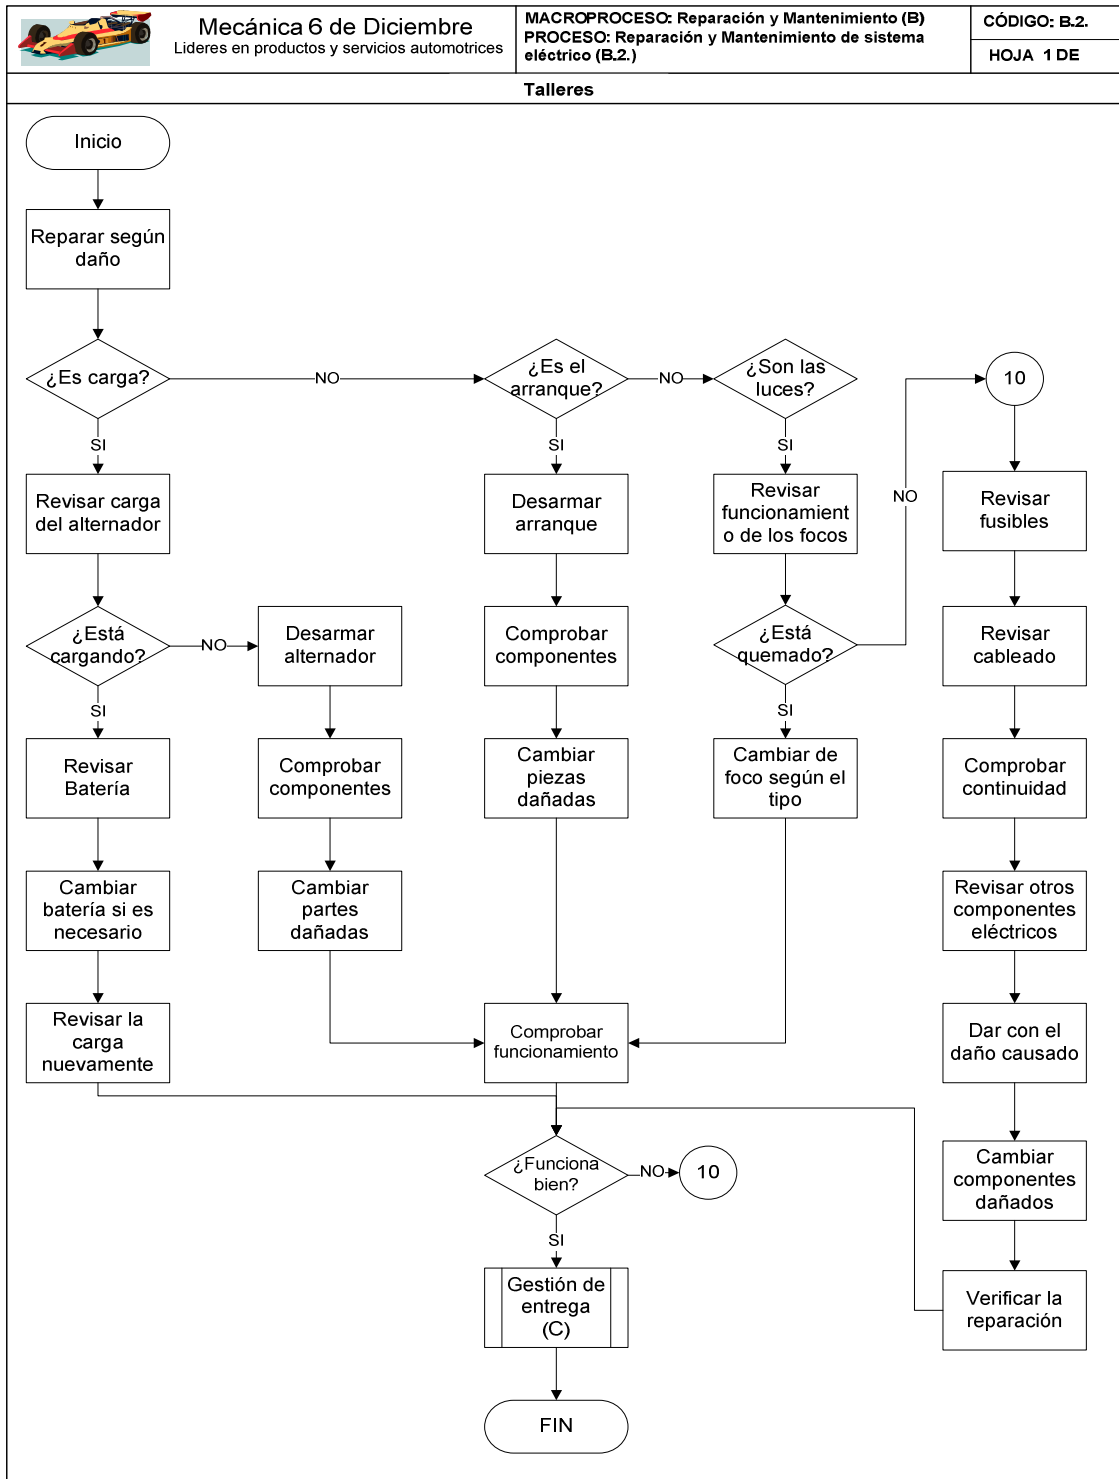 Mecánica 6 de Diciembre
Lideres en productos y servicios automotrices
MACROPROCESO: Reparación y Mantenimiento (B)
PROCESO: Reparación y Mantenimiento de sistema
eléctrico (B.2.)
CÓDIGO: B.2.
HOJA 1 DE
Talleres
Inicio
Reparar según
daño
¿Es carga?
NO
¿Es el
arranque?
NO
¿Son las
luces?
10
SI
SI
SI
NO
Revisar carga
del alternador
Desarmar
arranque
Revisar
funcionamient
o de los focos
Revisar
fusibles
¿Está
cargando?
NO
Desarmar
alternador
Comprobar
componentes
¿Está
quemado?
Revisar
cableado
SI
SI
Revisar
Batería
Comprobar
componentes
Cambiar
piezas
dañadas
Cambiar de
foco según el
tipo
Comprobar
continuidad
Cambiar
batería si es
necesario
Cambiar
partes
dañadas
Revisar otros
componentes
eléctricos
Revisar la
carga
nuevamente
Comprobar
funcionamiento
Dar con el
daño causado
¿Funciona
bien?
NO
10
Cambiar
componentes
dañados
SI
Gestión de
entrega
(C)
Verificar la
reparación
FIN